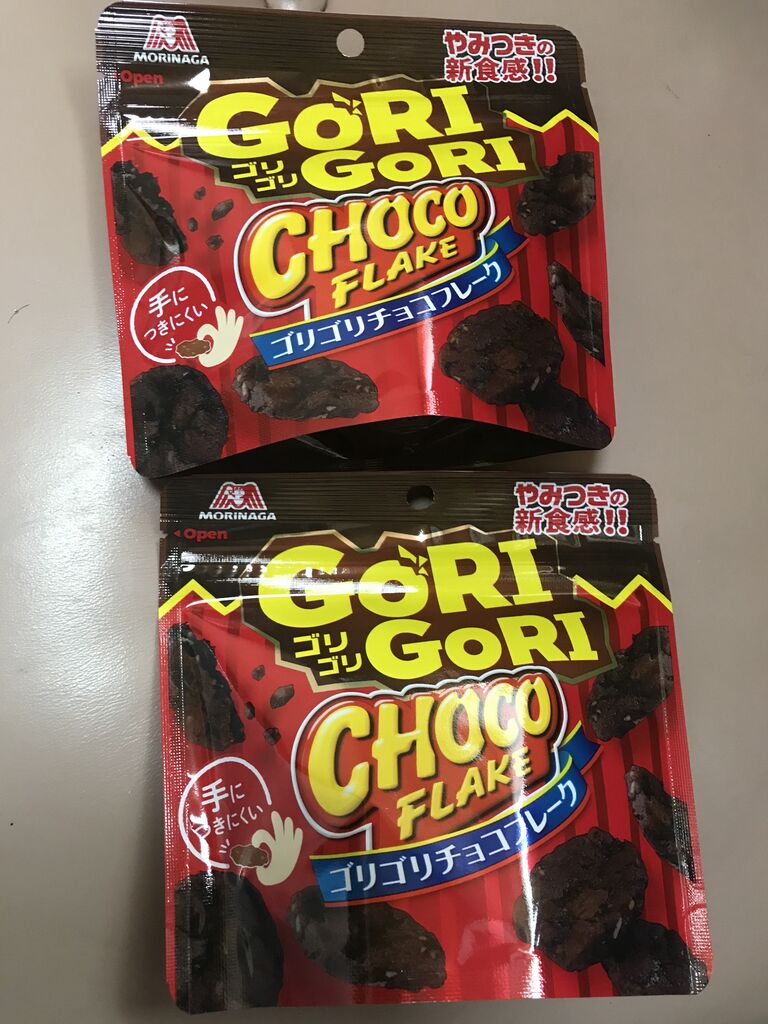 MORINAGA
Open
やみつきの
新食感!!
GORI
ゴリ
ゴリ
GORI
CHOCO
FLAKE
ゴリゴリチョコフレーク
手に
つきにくい
MORINAGA
Open
やみつきの
新食感!!
GORI
ゴリ
ゴリ
GORI
CHOCO
FLAKE
ゴリゴリチョコフレーク
手に
つきにくい